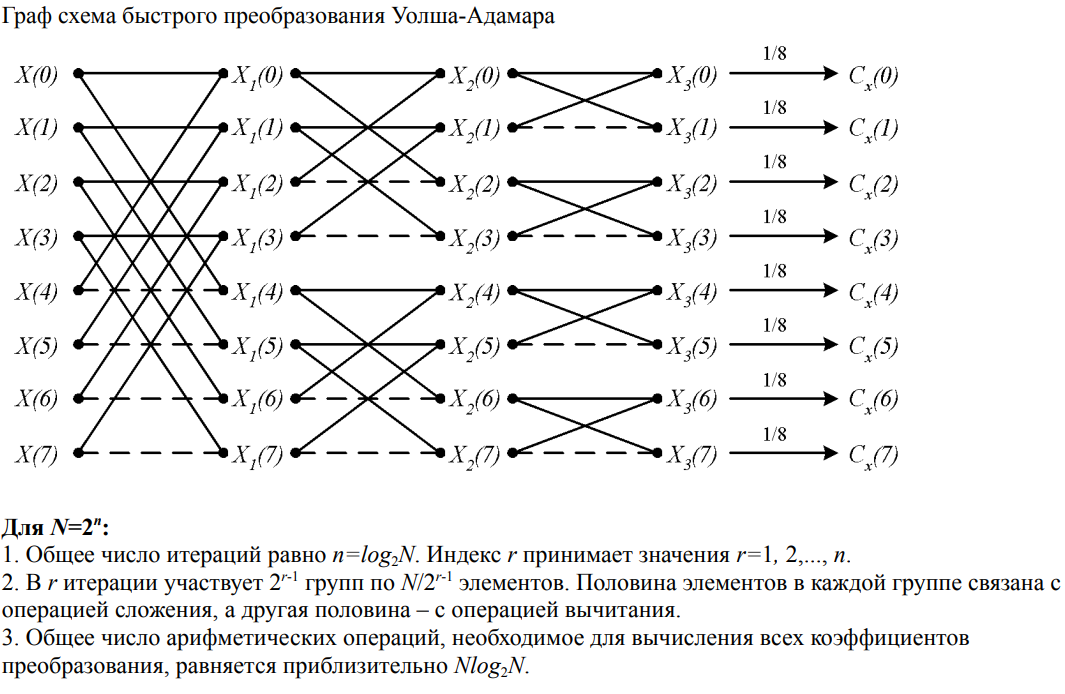 Граф схема быстрого преобразования Уолша-Адамара
X(0) X₁(0) X₂(0) X₃(0) 1/8 Cₓ(0)
X(1) X₁(1) X₂(1) X₃(1) 1/8 Cₓ(1)
X(2) X₁(2) X₂(2) X₃(2) 1/8 Cₓ(2)
X(3) X₁(3) X₂(3) X₃(3) 1/8 Cₓ(3)
X(4) X₁(4) X₂(4) X₃(4) 1/8 Cₓ(4)
X(5) X₁(5) X₂(5) X₃(5) 1/8 Cₓ(5)
X(6) X₁(6) X₂(6) X₃(6) 1/8 Cₓ(6)
X(7) X₁(7) X₂(7) X₃(7) 1/8 Cₓ(7)
Для N=2ⁿ:
1. Общее число итераций равно n=log₂N. Индекс r принимает значения r=1, 2,..., n.
2. В r итерации участвует 2ʳ⁻¹ групп по N/2ʳ⁻¹ элементов. Половина элементов в каждой группе связана с
операцией сложения, а другая половина – с операцией вычитания.
3. Общее число арифметических операций, необходимое для вычисления всех коэффициентов
преобразования, равняется приблизительно Nlog₂N.